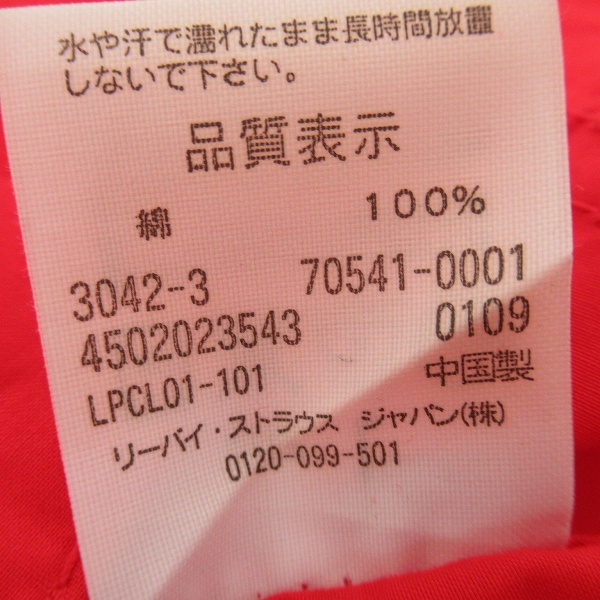 水や汗で濡れたまま長時間放置
しないで下さい。
品質表示
綿 100%
3042-3 70541-0001
4502023543 0109
LPCL01-101 中国製
リーバイ・ストラウス ジャパン(株)
0120-099-501